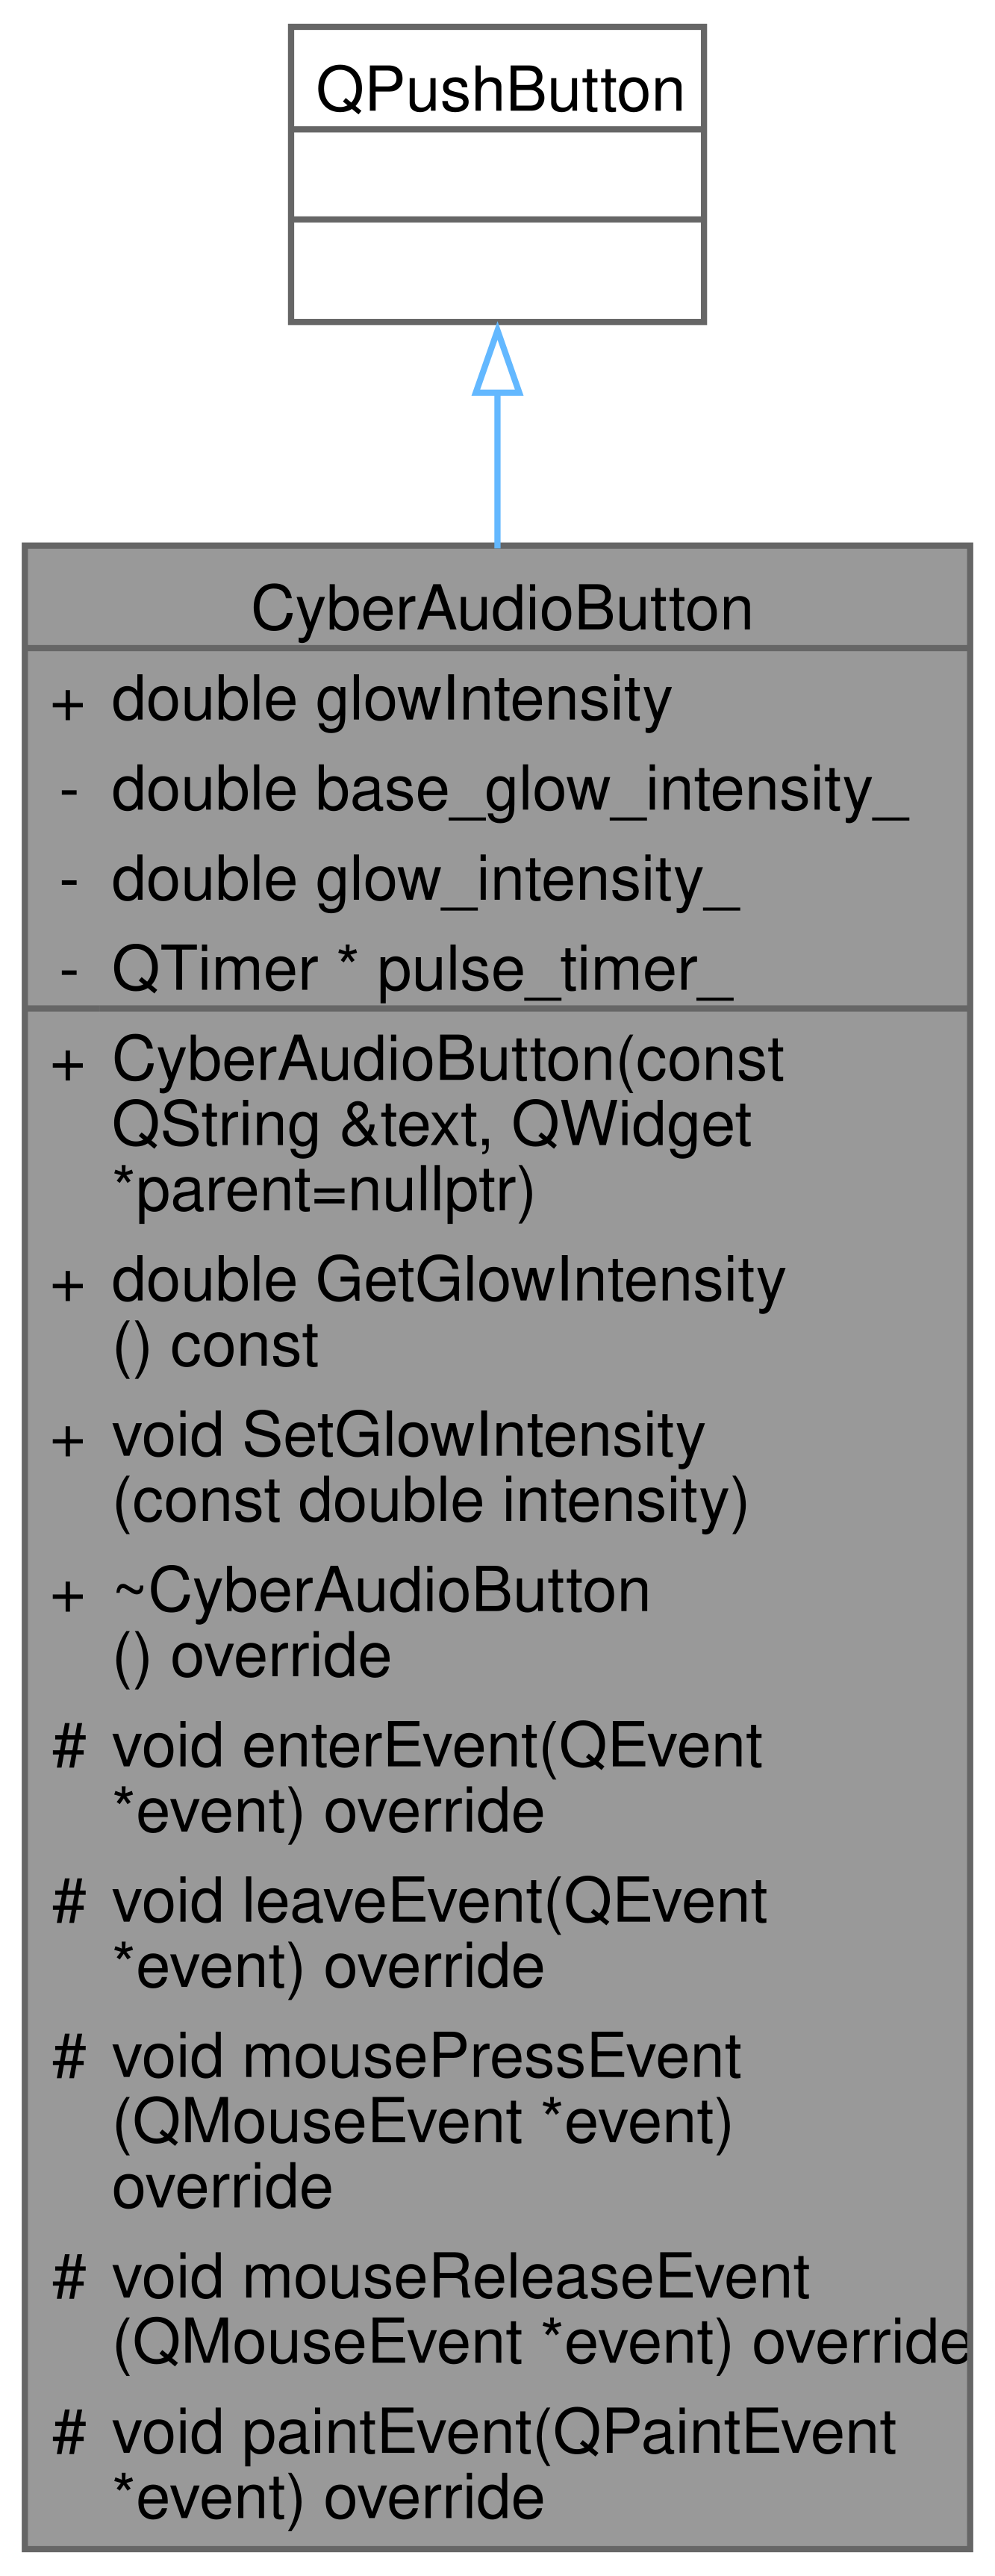 QPushButton
CyberAudioButton
+ double glowIntensity
- double base_glow_intensity_
- double glow_intensity_
- QTimer * pulse_timer_
+ CyberAudioButton(const
QString &text, QWidget
*parent=nullptr)
+ double GetGlowIntensity
() const
+ void SetGlowIntensity
(const double intensity)
+ ~CyberAudioButton
() override
# void enterEvent(QEvent
*event) override
# void leaveEvent(QEvent
*event) override
# void mousePressEvent
(QMouseEvent *event)
override
# void mouseReleaseEvent
(QMouseEvent *event) override
# void paintEvent(QPaintEvent
*event) override